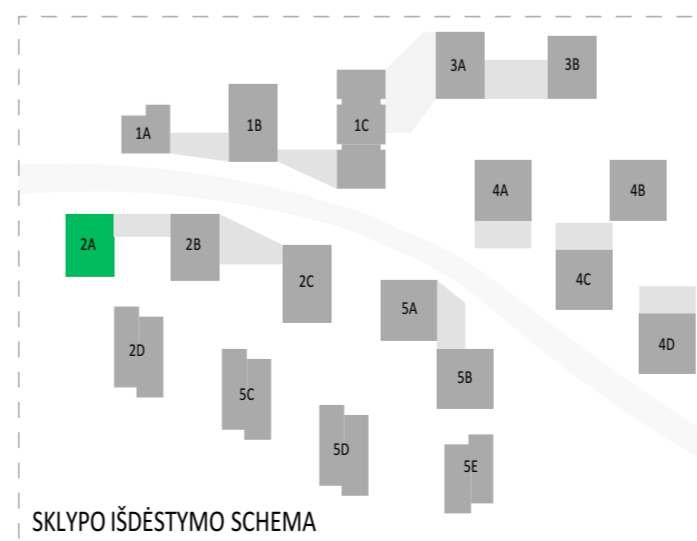 3A
3B
1A
1B
1C
4A
4B
2A
2B
2C
4C
5A
4D
2D
5B
5C
5D
5E
SKLYPO IŠDĖSTYMO SCHEMA